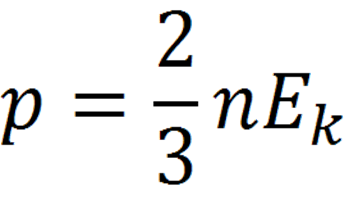 p = 2/3 nE_k